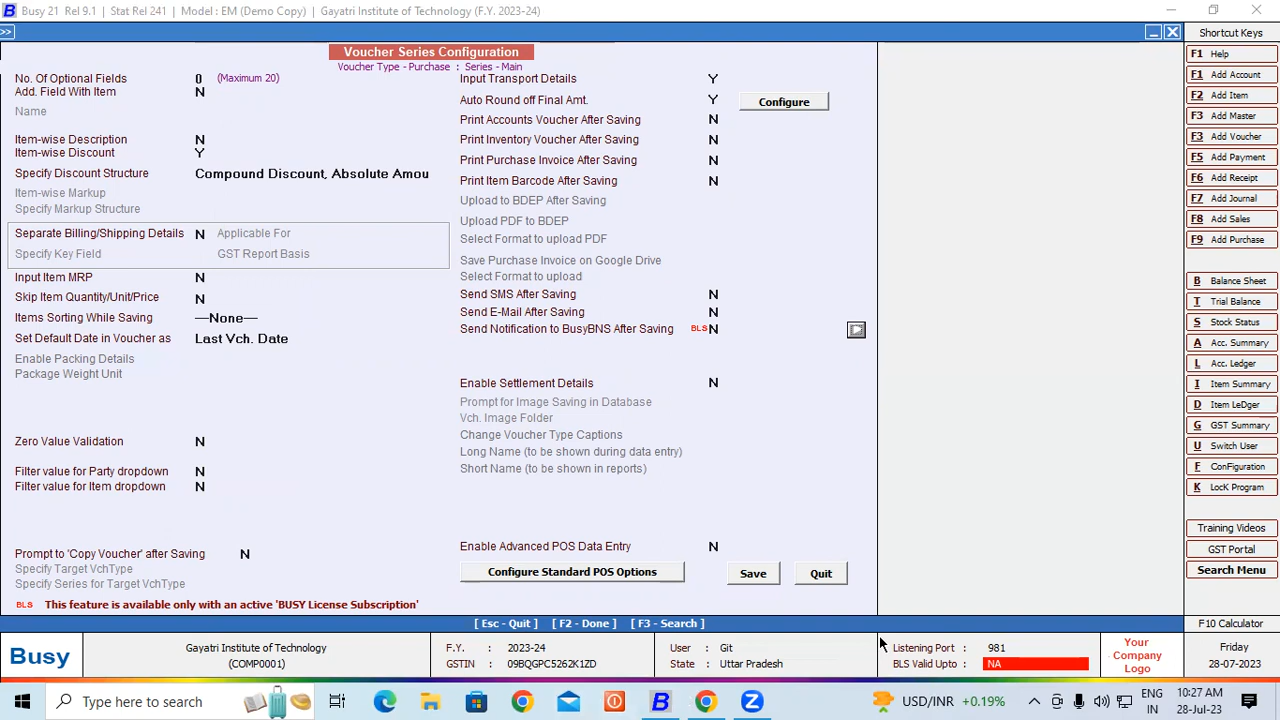 Busy 21 Rel 9.1 | Stat Rel 241 | Model : EM (Demo Copy) | Gayatri Institute of Technology (F.Y. 2023-24)
>>
Shortcut Keys
Voucher Series Configuration
Voucher Type - Purchase ; Series - Main
No. Of Optional Fields 0 (Maximum 20)
Add. Field With Item N
Name
Item-wise Description N
Item-wise Discount Y
Specify Discount Structure Compound Discount, Absolute Amou
Item-wise Markup
Specify Markup Structure
Separate Billing/Shipping Details N Applicable For
Specify Key Field GST Report Basis
Input Item MRP N
Skip Item Quantity/Unit/Price N
Items Sorting While Saving —None—
Set Default Date in Voucher as Last Vch. Date
Enable Packing Details
Package Weight Unit
Zero Value Validation N
Filter value for Party dropdown N
Filter value for Item dropdown N
Prompt to 'Copy Voucher' after Saving N
Specify Target VchType
Specify Series for Target VchType
BLS This feature is available only with an active 'BUSY License Subscription'
Input Transport Details Y
Auto Round off Final Amt. Y Configure
Print Accounts Voucher After Saving N
Print Inventory Voucher After Saving N
Print Purchase Invoice After Saving N
Print Item Barcode After Saving N
Upload to BDEP After Saving
Upload PDF to BDEP
Select Format to upload PDF
Save Purchase Invoice on Google Drive
Select Format to upload
Send SMS After Saving N
Send E-Mail After Saving N
Send Notification to BusyBNS After Saving BLS N
Enable Settlement Details N
Prompt for Image Saving in Database
Vch. Image Folder
Change Voucher Type Captions
Long Name (to be shown during data entry)
Short Name (to be shown in reports)
Enable Advanced POS Data Entry N
Configure Standard POS Options Save Quit
F1 Help
F1 Add Account
F2 Add Item
F3 Add Master
F3 Add Voucher
F5 Add Payment
F6 Add Receipt
F7 Add Journal
F8 Add Sales
F9 Add Purchase
B Balance Sheet
T Trial Balance
S Stock Status
A Acc. Summary
L Acc. Ledger
I Item Summary
D Item LeDger
G GST Summary
U Switch User
F ConFiguration
K LocK Program
Training Videos
GST Portal
Search Menu
[ Esc - Quit ] [ F2 - Done ] [ F3 - Search ]
F10 Calculator
Busy
Gayatri Institute of Technology
(COMP0001)
F.Y. : 2023-24
GSTIN : 09BQGPC5262K1ZD
User : Git
State : Uttar Pradesh
Listening Port : 981
BLS Valid Upto : NA
Your
Company
Logo
Friday
28-07-2023
Type here to search
USD/INR +0.19%
ENG
IN
10:27 AM
28-Jul-23